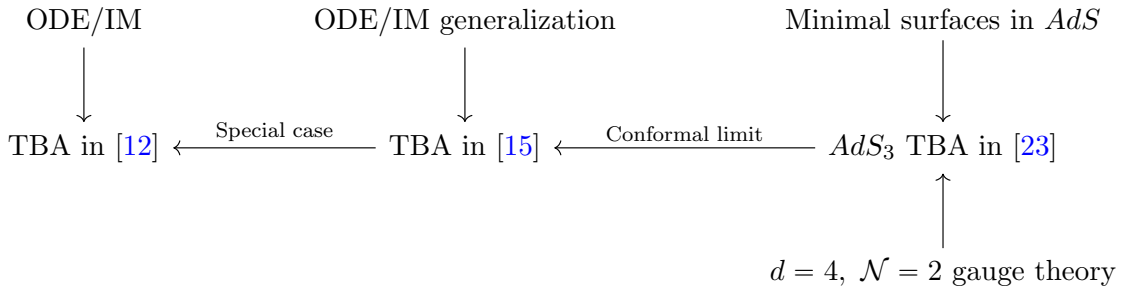 ODE/IM ODE/IM generalization Minimal surfaces in AdS
TBA in [12] Special case TBA in [15] Conformal limit AdS₃ TBA in [23]
d = 4, 𝒩 = 2 gauge theory